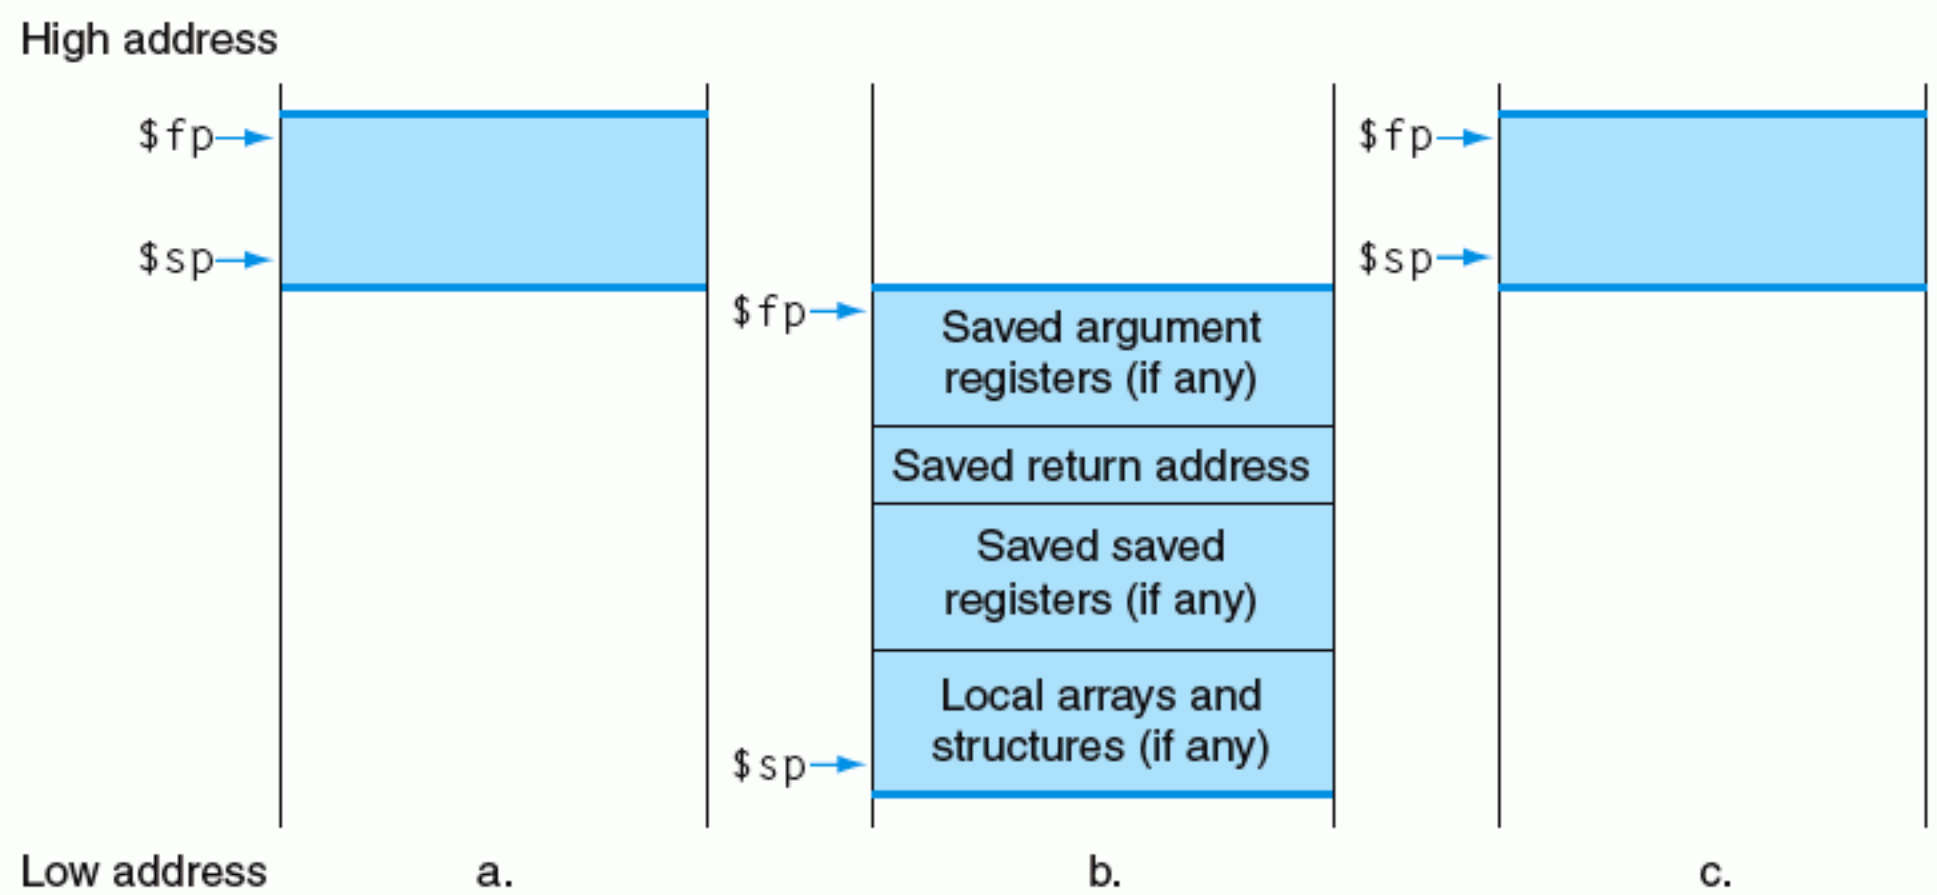 High address
$fp
$sp
$fp
Saved argument
registers (if any)
Saved return address
Saved saved
registers (if any)
Local arrays and
structures (if any)
$sp
$fp
$sp
Low address
a.
b.
c.